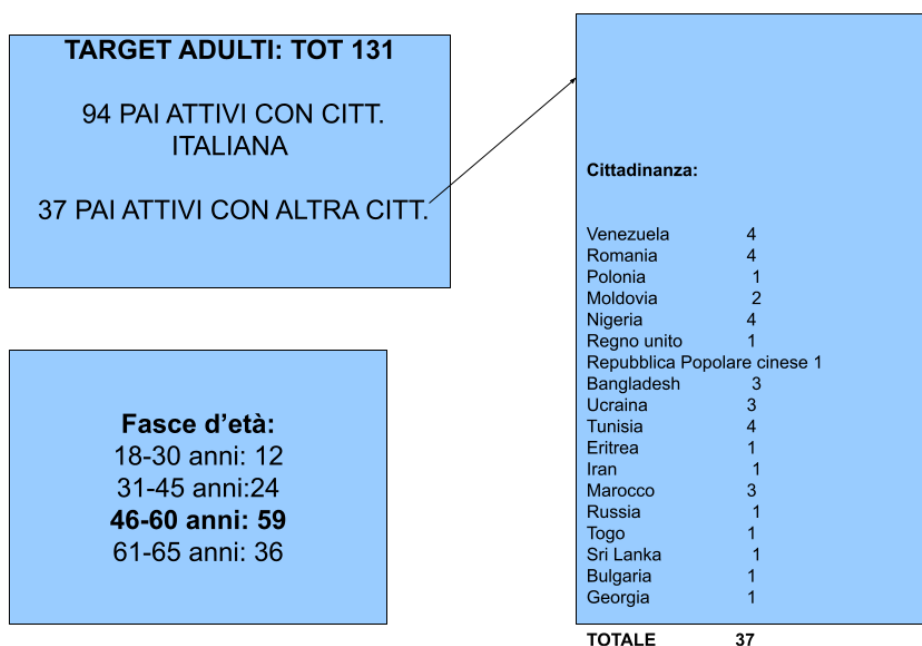 TARGET ADULTI: TOT 131
94 PAI ATTIVI CON CITT.
ITALIANA
37 PAI ATTIVI CON ALTRA CITT.
Fasce d'età:
18-30 anni: 12
31-45 anni:24
46-60 anni: 59
61-65 anni: 36
Cittadinanza:
Venezuela 4
Romania 4
Polonia 1
Moldovia 2
Nigeria 4
Regno unito 1
Repubblica Popolare cinese 1
Bangladesh 3
Ucraina 3
Tunisia 4
Eritrea 1
Iran 1
Marocco 3
Russia 1
Togo 1
Sri Lanka 1
Bulgaria 1
Georgia 1
TOTALE 37